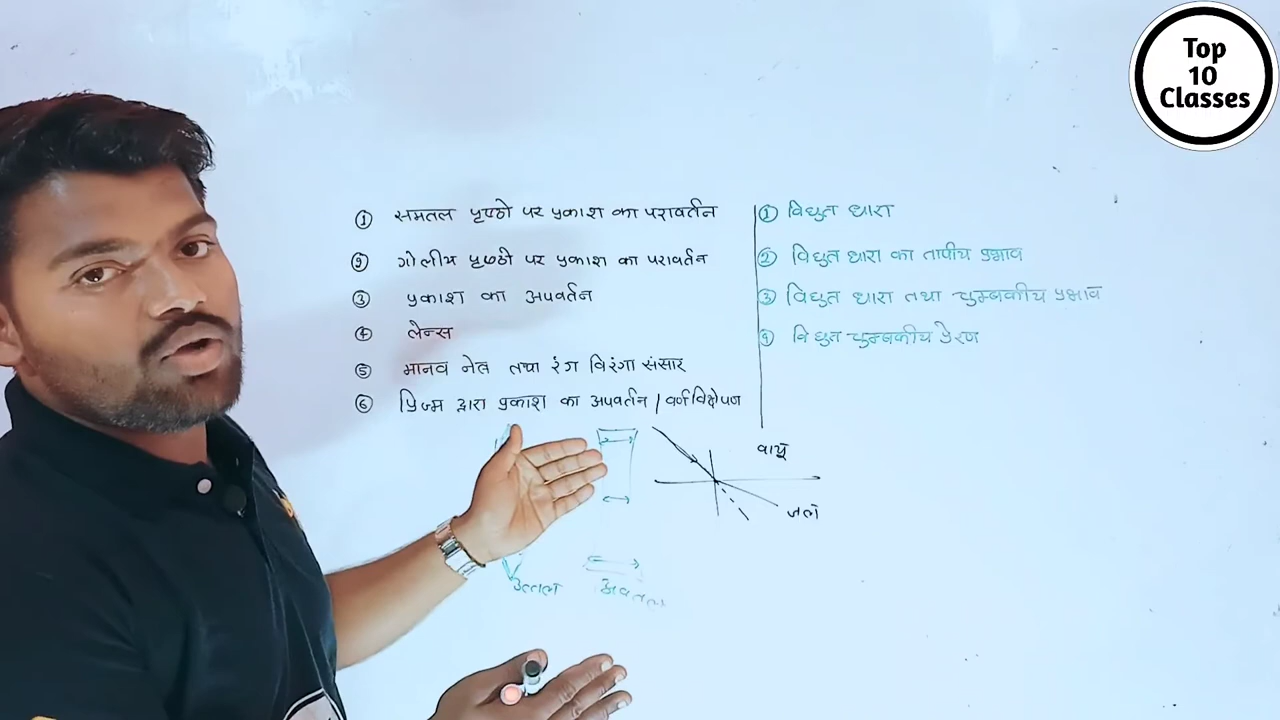 ① समतल पृष्ठो पर प्रकाश का परावर्तन
② गोलीय पृष्ठो पर प्रकाश का परावर्तन
③ प्रकाश का अपवर्तन
④ लेन्स
⑤ मानव नेत्र तथा रंग विरंगा संसार
⑥ प्रिज्म द्वारा प्रकाश का अपवर्तन / वर्ण विक्षेपण
① विद्युत धारा
② विद्युत धारा का तापीय प्रभाव
③ विद्युत धारा तथा चुम्बकीय प्रभाव
④ विद्युत चुम्बकीय प्रेरण
वायु
जल
उत्तल
अवतल
Top
10
Classes